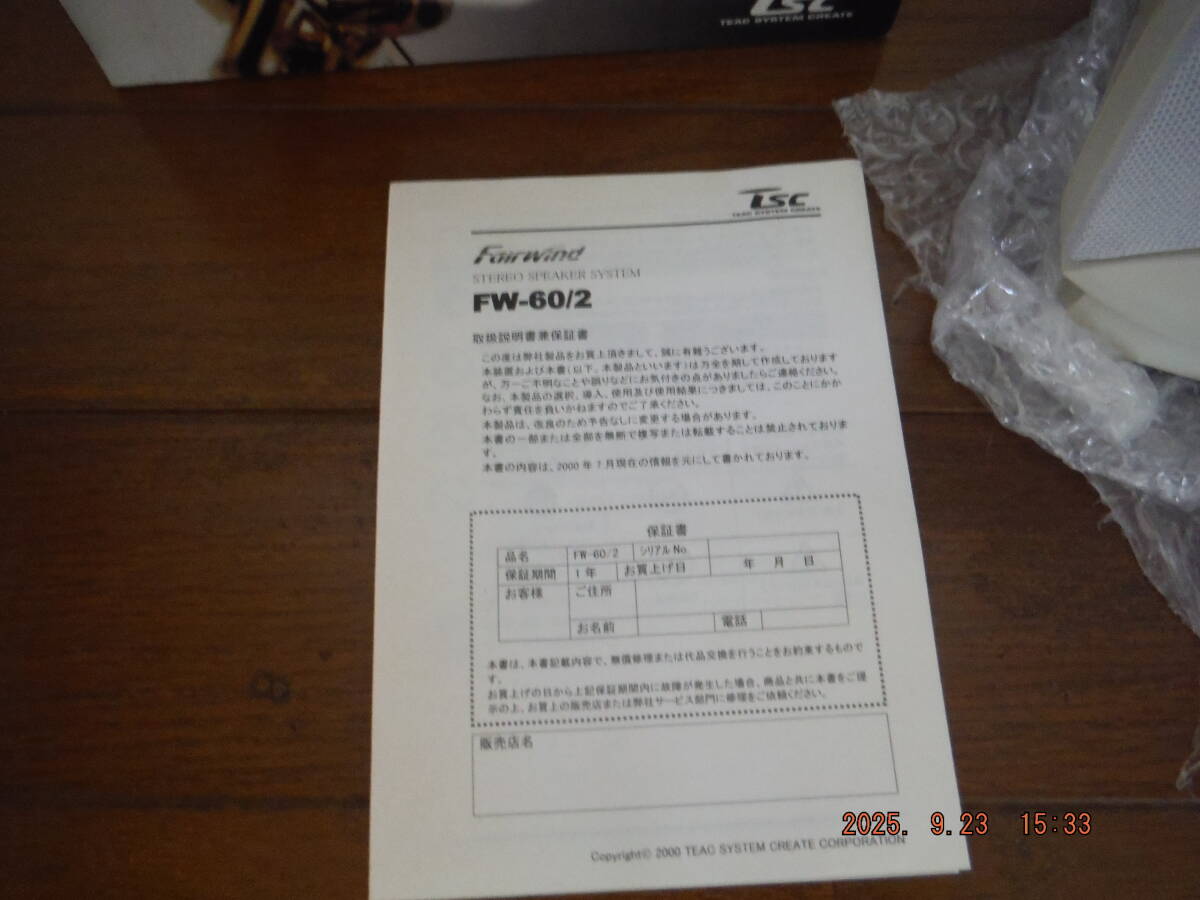 TSC
TEAC SYSTEM CREATE
TSC
TEAC SYSTEM CREATE
Fairwind
STEREO SPEAKER SYSTEM
FW-60/2
取扱説明書兼保証書
この度は弊社製品をお買上頂きまして、誠に有難うございます。
本装置および本書(以下、本製品といいます)は万全を期して作成しております
が、万一ご不明なことや誤りなどにお気付きの点がありましたらご連絡ください。
なお、本製品の選択、導入、使用及び使用結果につきましては、このことにかか
わらず責任を負いかねますのでご了承ください。
本製品は、改良のため予告なしに変更する場合があります。
本書の一部または全部を無断で複写または転載することは禁止されておりま
す。
本書の内容は、2000 年 7 月現在の情報を元にして書かれております。
保証書
品名 FW-60/2 シリアル No.
保証期間 1 年 お買上げ日 年 月 日
お客様 ご住所
お名前 電話
本書は、本書記載内容で、無償修理または代品交換を行うことをお約束するもので
す。
お買上げの日から上記保証期間内に故障が発生した場合、商品と共に本書をご提
示の上、お買上の販売店または弊社サービス部門に修理をご依頼ください。
販売店名
Copyright© 2000 TEAC SYSTEM CREATE CORPORATION
2025. 9.23 15:33